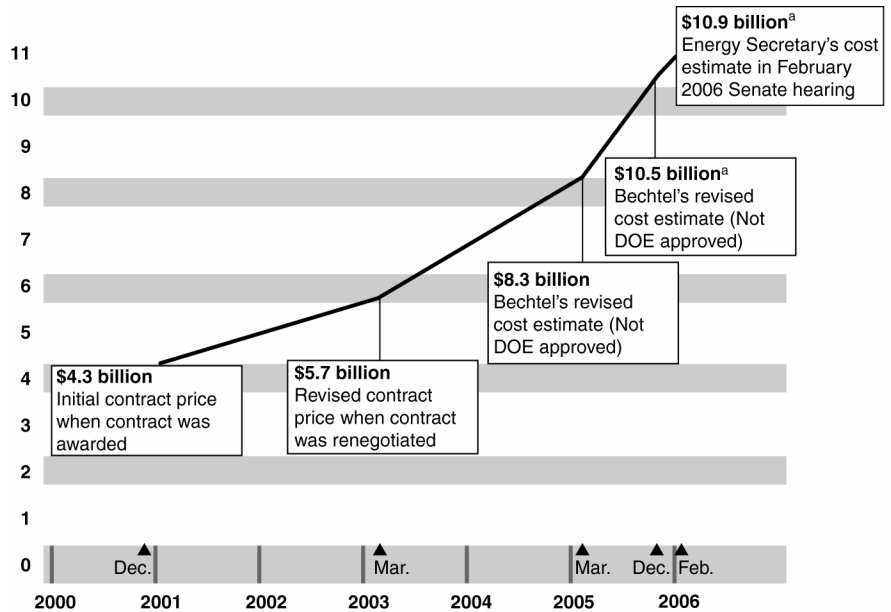 $10.9 billionᵃ
Energy Secretary's cost
estimate in February
2006 Senate hearing
11
10
9
$10.5 billionᵃ
Bechtel's revised
cost estimate (Not
DOE approved)
8
7
$8.3 billion
Bechtel's revised
cost estimate (Not
DOE approved)
6
5
$4.3 billion
Initial contract price
when contract was
awarded
$5.7 billion
Revised contract
price when contract
was renegotiated
4
3
2
1
0
Dec. Mar. Mar. Dec. Feb.
2000 2001 2002 2003 2004 2005 2006